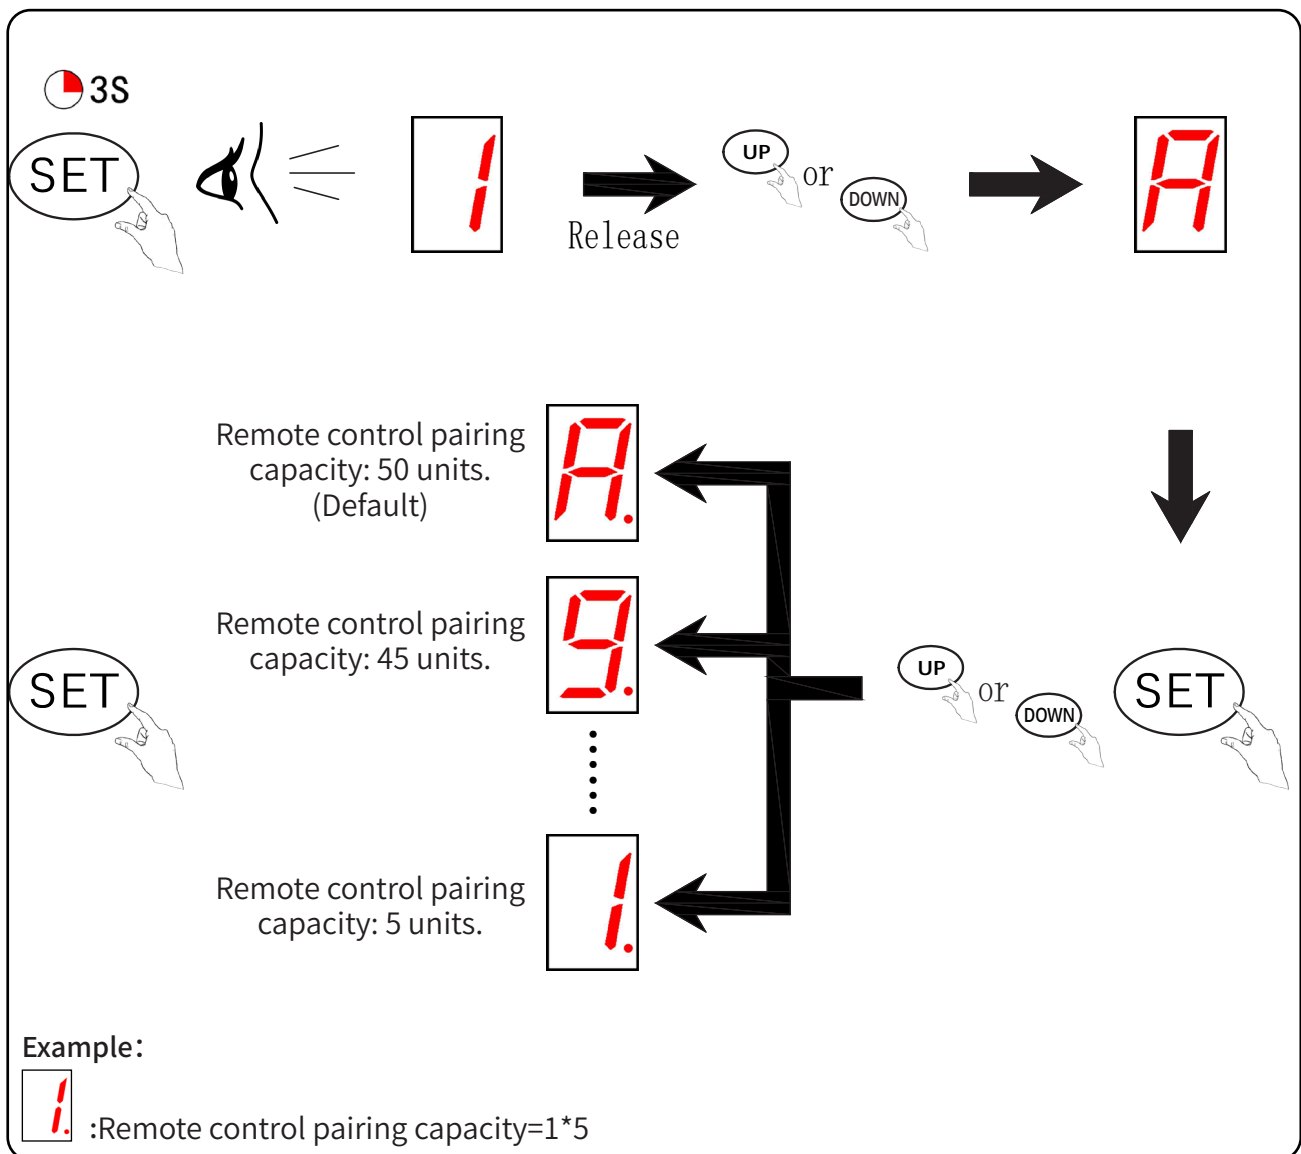 3S
SET
1
Release
UP
or
DOWN
A
Remote control pairing
capacity: 50 units.
(Default)
A.
Remote control pairing
capacity: 45 units.
9.
SET
UP
or
DOWN
SET
Remote control pairing
capacity: 5 units.
1.
Example:
1. :Remote control pairing capacity=1*5